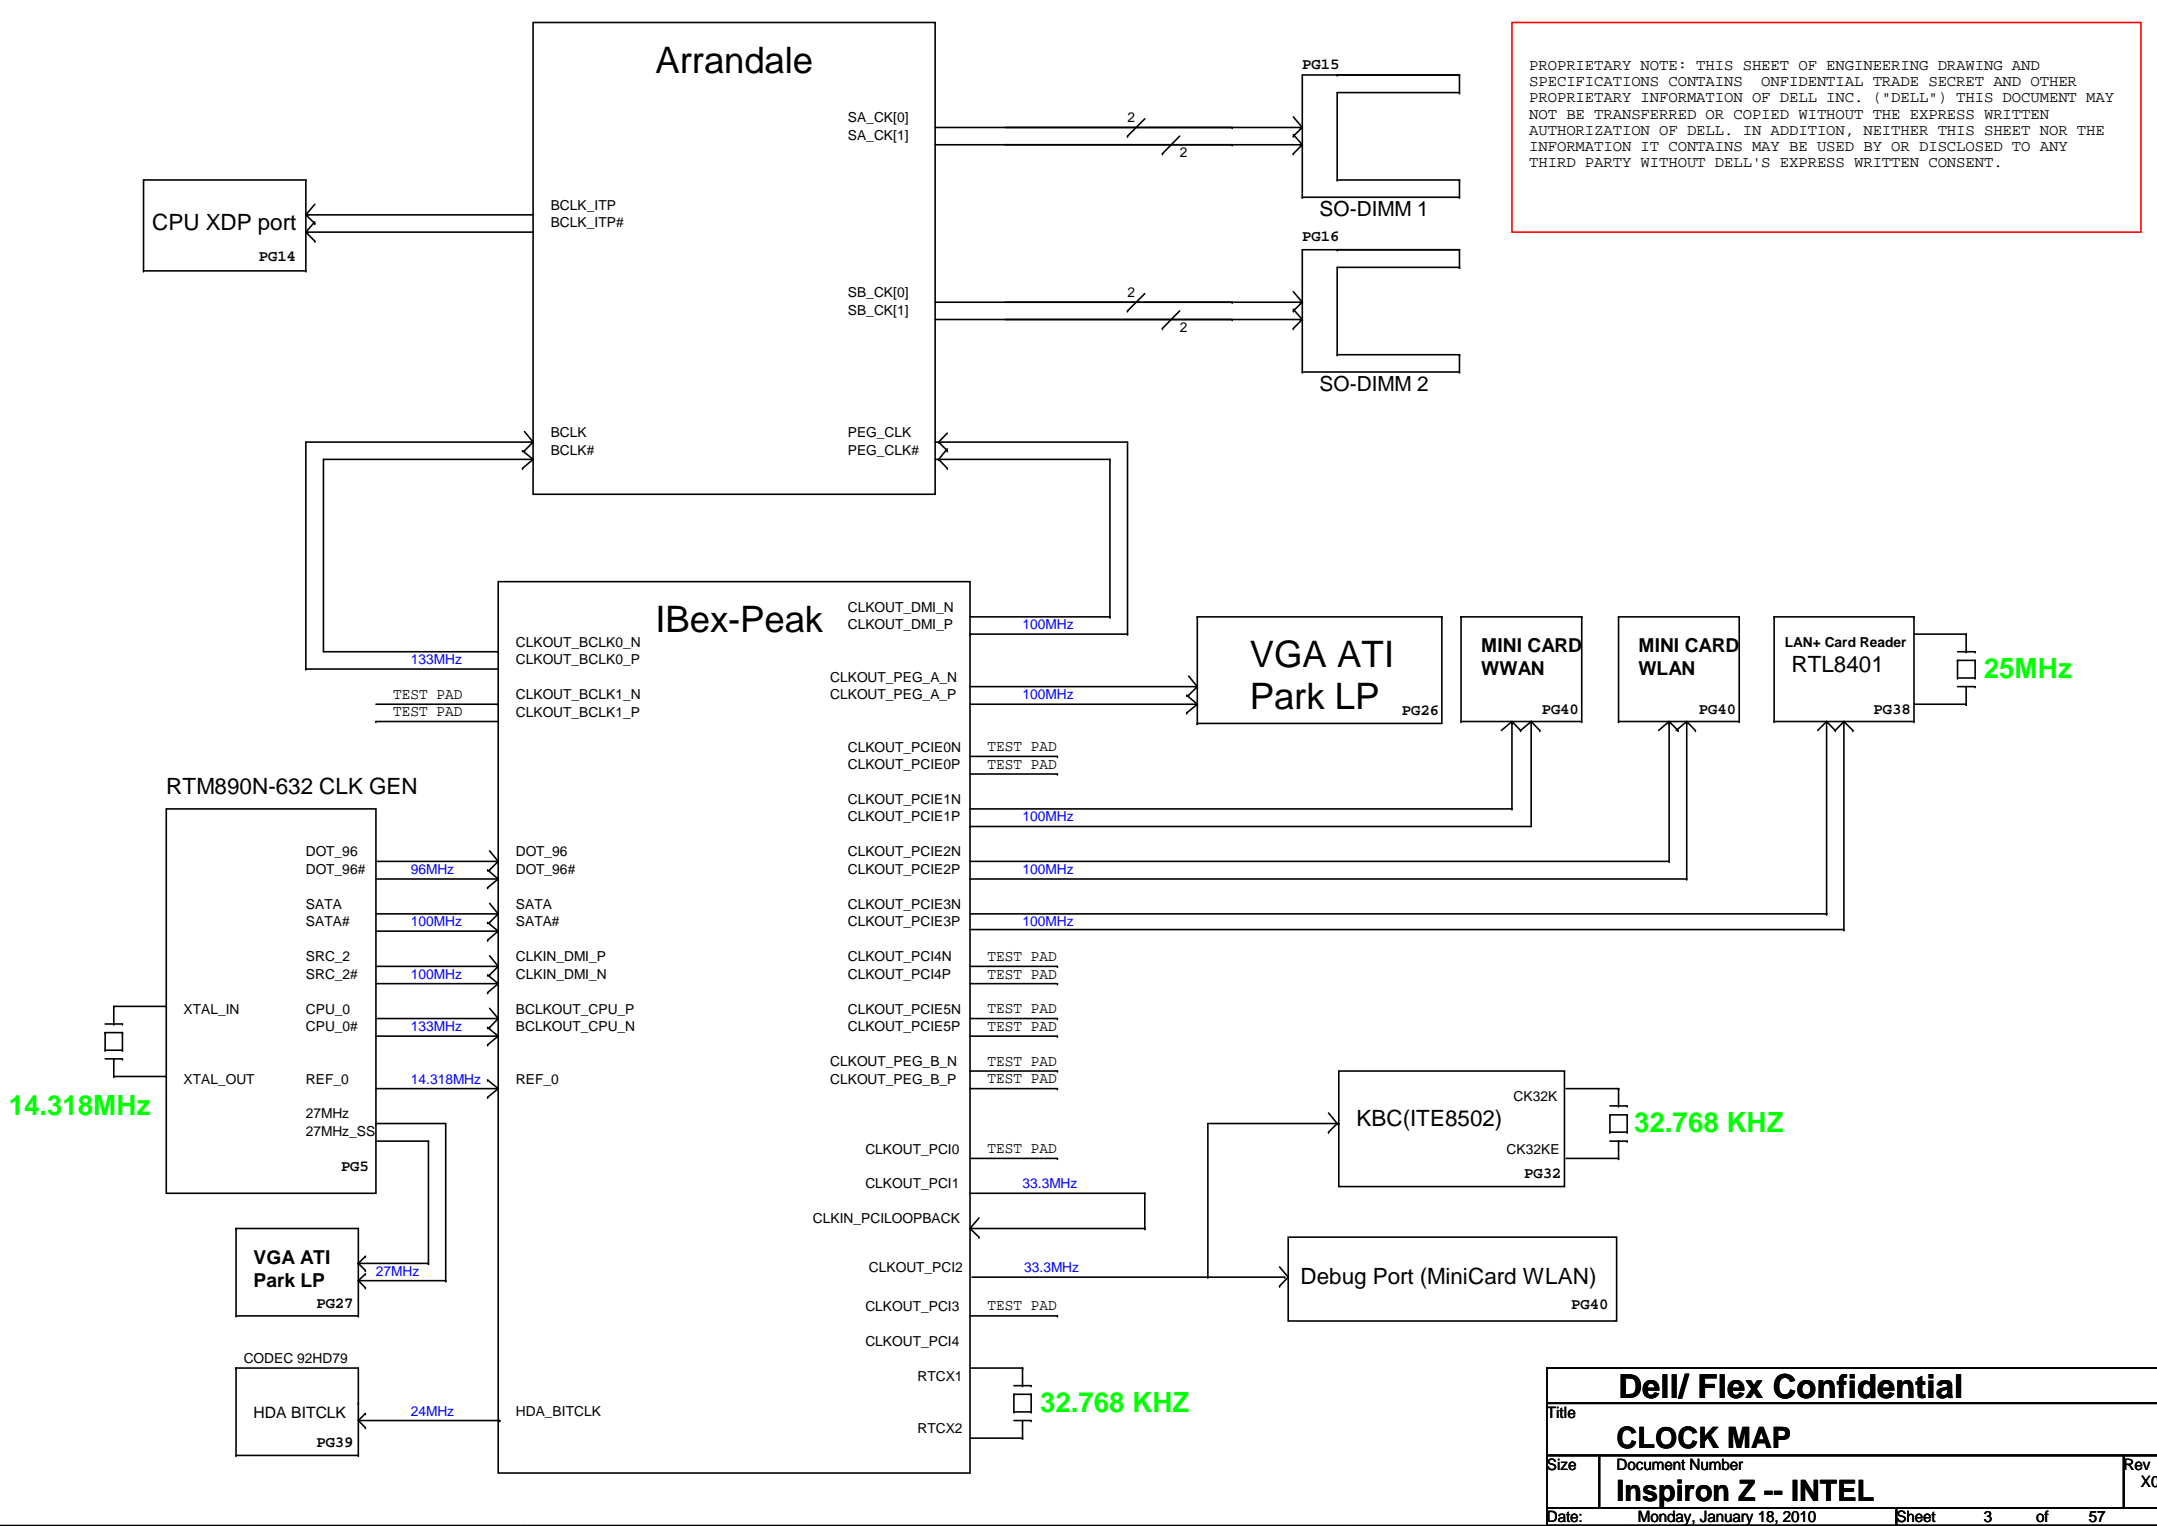 Arrandale
SA_CK[0]
SA_CK[1]
2
2
PG15
SO-DIMM 1
PROPRIETARY NOTE: THIS SHEET OF ENGINEERING DRAWING AND
SPECIFICATIONS CONTAINS ONFIDENTIAL TRADE SECRET AND OTHER
PROPRIETARY INFORMATION OF DELL INC. ("DELL") THIS DOCUMENT MAY
NOT BE TRANSFERRED OR COPIED WITHOUT THE EXPRESS WRITTEN
AUTHORIZATION OF DELL. IN ADDITION, NEITHER THIS SHEET NOR THE
INFORMATION IT CONTAINS MAY BE USED BY OR DISCLOSED TO ANY
THIRD PARTY WITHOUT DELL'S EXPRESS WRITTEN CONSENT.
CPU XDP port
PG14
BCLK_ITP
BCLK_ITP#
SB_CK[0]
SB_CK[1]
2
2
PG16
SO-DIMM 2
BCLK
BCLK#
PEG_CLK
PEG_CLK#
IBex-Peak
CLKOUT_DMI_N
CLKOUT_DMI_P
100MHz
CLKOUT_BCLK0_N
CLKOUT_BCLK0_P
133MHz
CLKOUT_BCLK1_N
CLKOUT_BCLK1_P
TEST PAD
TEST PAD
CLKOUT_PEG_A_N
CLKOUT_PEG_A_P
100MHz
VGA ATI
Park LP
PG26
MINI CARD
WWAN
PG40
MINI CARD
WLAN
PG40
LAN+ Card Reader
RTL8401
PG38
25MHz
CLKOUT_PCIE0N
CLKOUT_PCIE0P
TEST PAD
TEST PAD
CLKOUT_PCIE1N
CLKOUT_PCIE1P
100MHz
CLKOUT_PCIE2N
CLKOUT_PCIE2P
100MHz
CLKOUT_PCIE3N
CLKOUT_PCIE3P
100MHz
CLKOUT_PCI4N
CLKOUT_PCI4P
TEST PAD
TEST PAD
CLKOUT_PCIE5N
CLKOUT_PCIE5P
TEST PAD
TEST PAD
CLKOUT_PEG_B_N
CLKOUT_PEG_B_P
TEST PAD
TEST PAD
RTM890N-632 CLK GEN
DOT_96
DOT_96#
96MHz
DOT_96
DOT_96#
SATA
SATA#
100MHz
SATA
SATA#
SRC_2
SRC_2#
100MHz
CLKIN_DMI_P
CLKIN_DMI_N
XTAL_IN
CPU_0
CPU_0#
133MHz
BCLKOUT_CPU_P
BCLKOUT_CPU_N
XTAL_OUT
REF_0
14.318MHz
REF_0
14.318MHz
27MHz
27MHz_SS
PG5
VGA ATI
Park LP
PG27
27MHz
CLKOUT_PCI0
TEST PAD
CLKOUT_PCI1
33.3MHz
CLKIN_PCILOOPBACK
CLKOUT_PCI2
33.3MHz
CLKOUT_PCI3
TEST PAD
CLKOUT_PCI4
KBC(ITE8502)
CK32K
CK32KE
PG32
32.768 KHZ
Debug Port (MiniCard WLAN)
PG40
CODEC 92HD79
HDA BITCLK
PG39
24MHz
HDA_BITCLK
RTCX1
RTCX2
32.768 KHZ
Dell/ Flex Confidential
Title
CLOCK MAP
Size
Document Number
Rev
Inspiron Z -- INTEL
Date:
Monday, January 18, 2010
Sheet
3
of
57